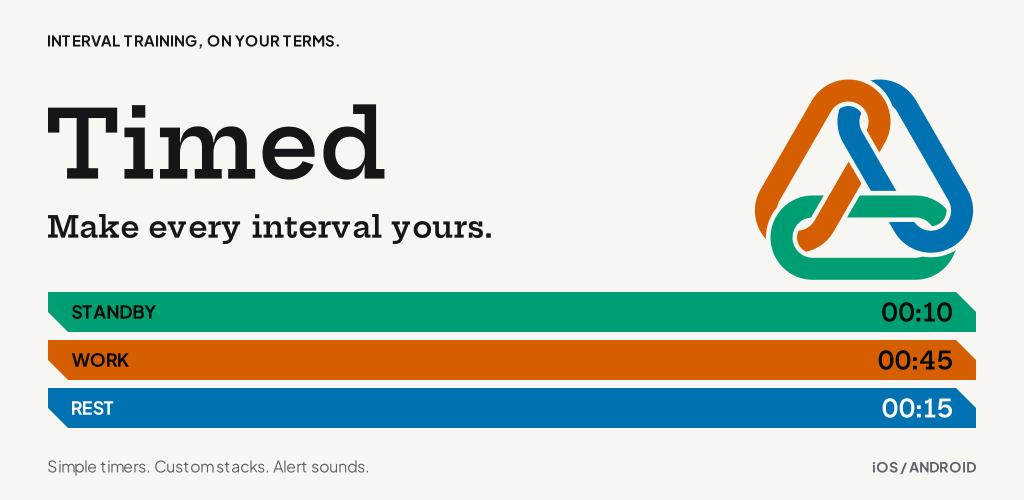 INTERVAL TRAINING, ON YOUR TERMS.
Timed
Make every interval yours.
STANDBY 00:10
WORK 00:45
REST 00:15
Simple timers. Custom stacks. Alert sounds.
iOS / ANDROID